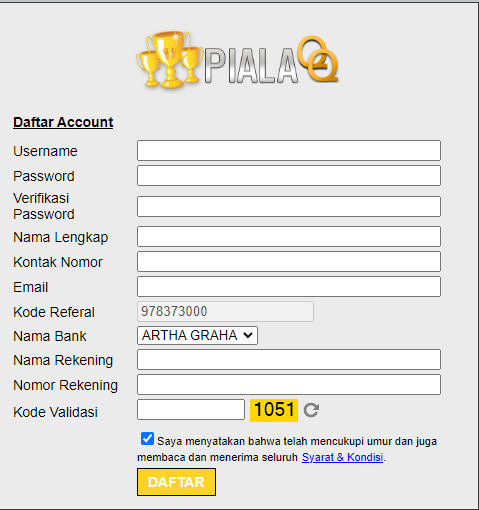 PIALA QQ
Daftar Account
Username
Password
Verifikasi
Password
Nama Lengkap
Kontak Nomor
Email
Kode Referal 978373000
Nama Bank ARTHA GRAHA
Nama Rekening
Nomor Rekening
Kode Validasi 1051
Saya menyatakan bahwa telah mencukupi umur dan juga
membaca dan menerima seluruh Syarat & Kondisi.
DAFTAR